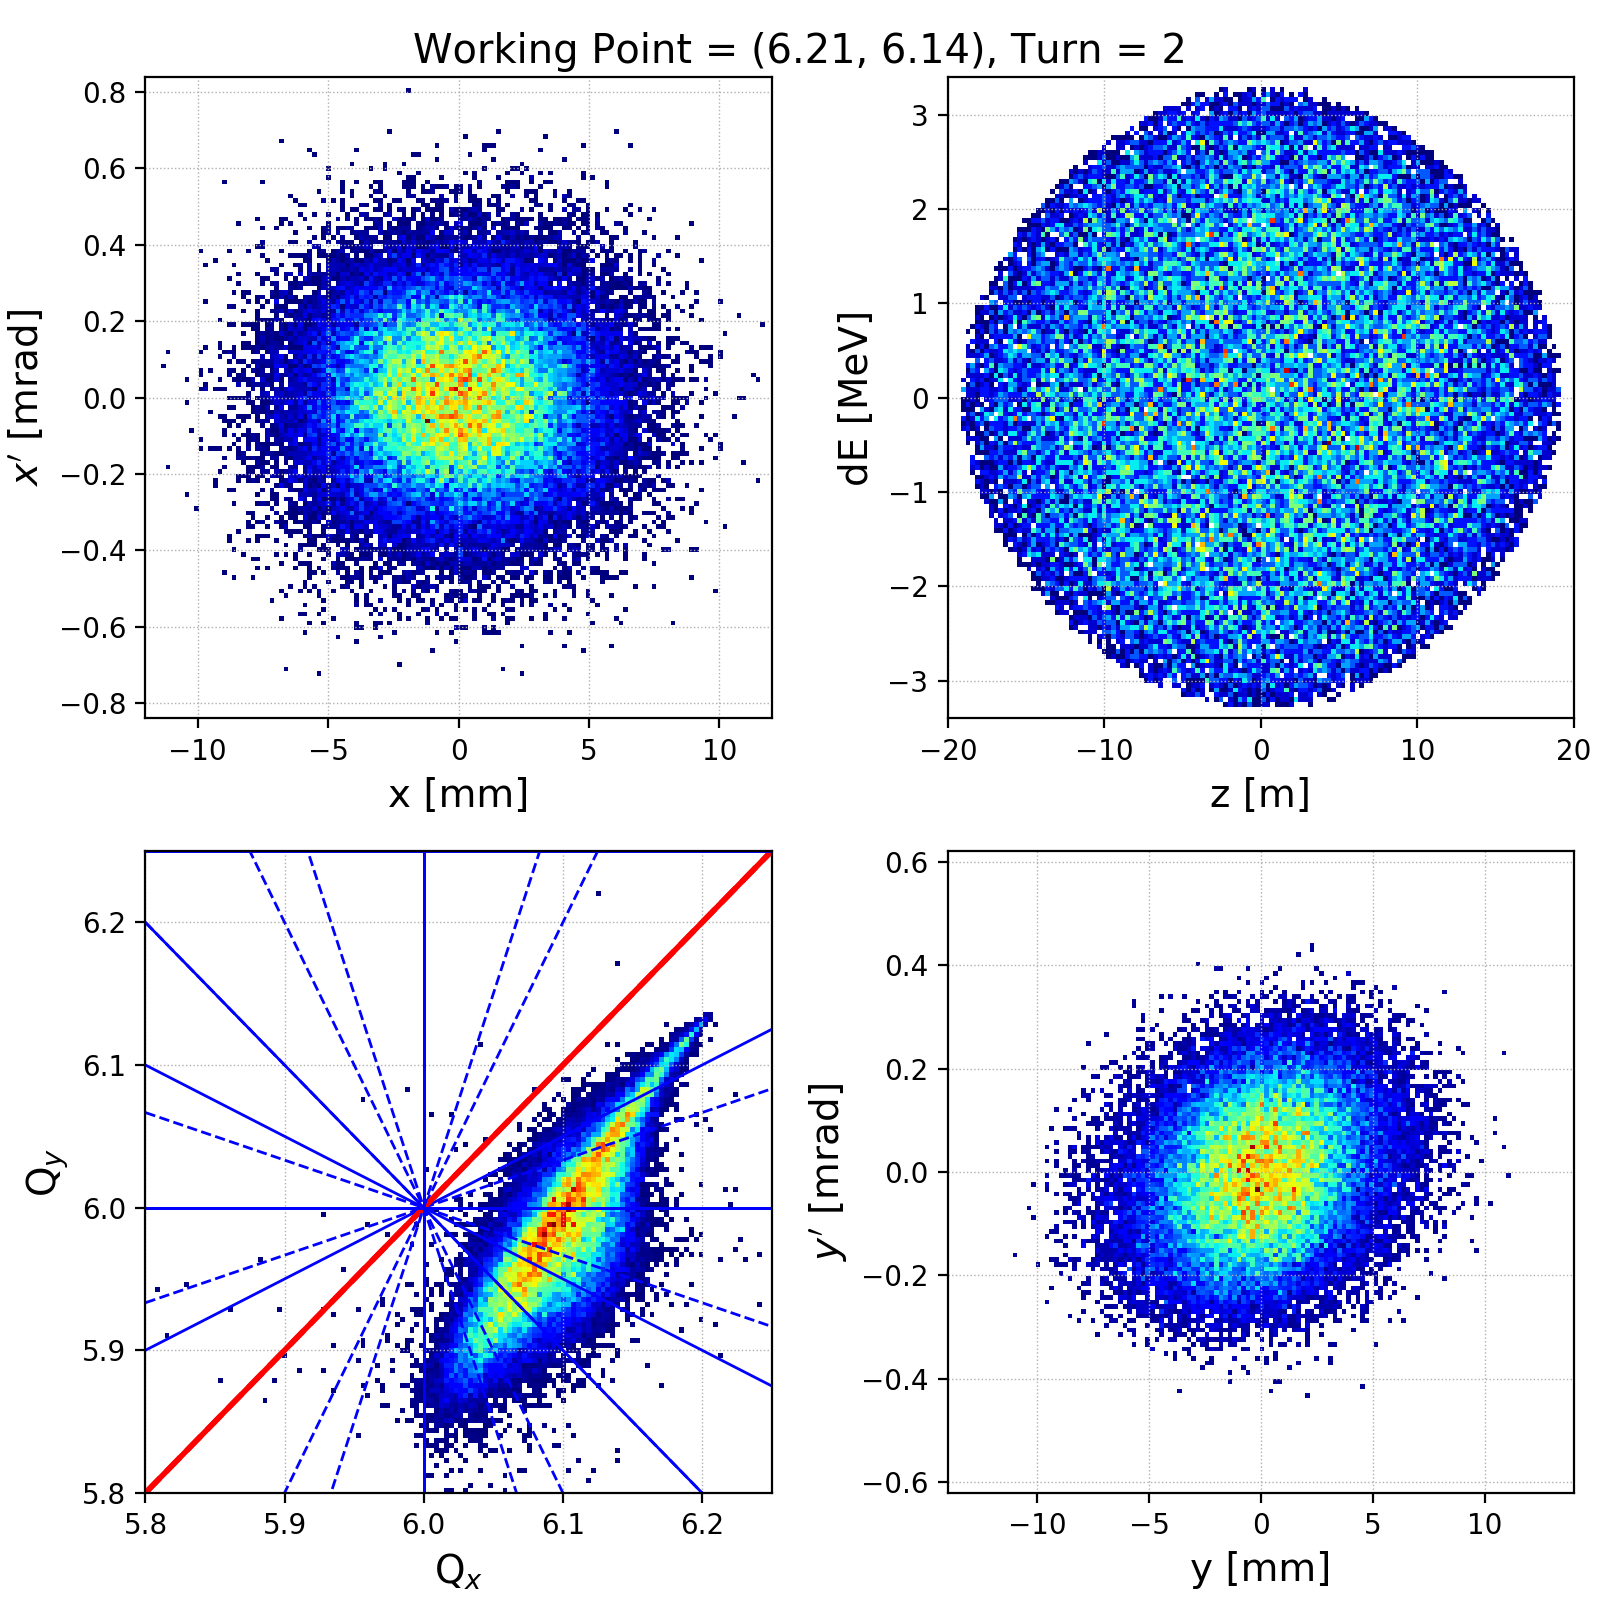 Working Point = (6.21, 6.14), Turn = 2
0.8
0.6
0.4
0.2
0.0
−0.2
−0.4
−0.6
−0.8
x′ [mrad]
−10 −5 0 5 10
x [mm]
3
2
1
0
−1
−2
−3
dE [MeV]
−20 −10 0 10 20
z [m]
6.2
6.1
6.0
5.9
5.8
Qy
5.8 5.9 6.0 6.1 6.2
Qx
0.6
0.4
0.2
0.0
−0.2
−0.4
−0.6
y′ [mrad]
−10 −5 0 5 10
y [mm]